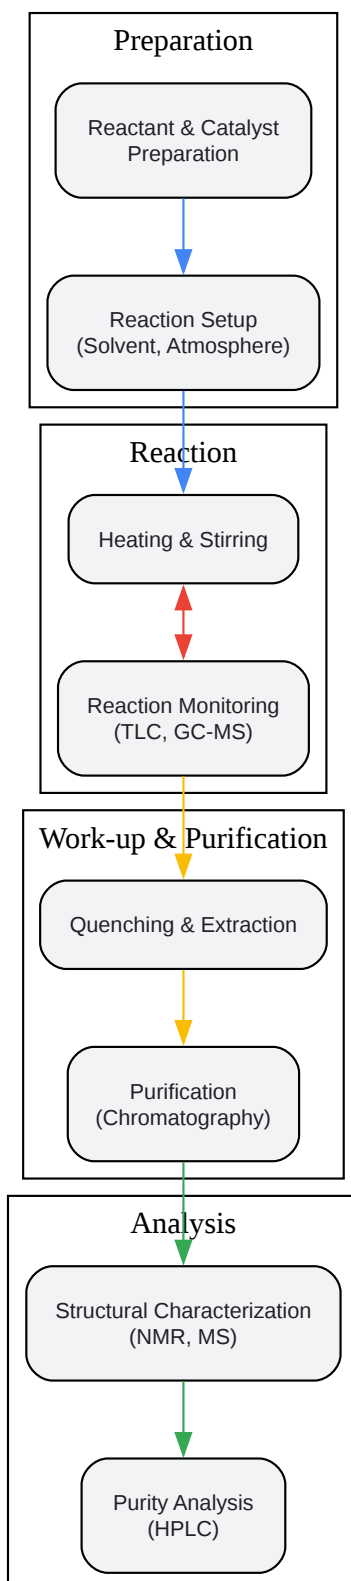 Preparation
Reactant & Catalyst
Preparation
Reaction Setup
(Solvent, Atmosphere)
Reaction
Heating & Stirring
Reaction Monitoring
(TLC, GC-MS)
Work-up & Purification
Quenching & Extraction
Purification
(Chromatography)
Analysis
Structural Characterization
(NMR, MS)
Purity Analysis
(HPLC)